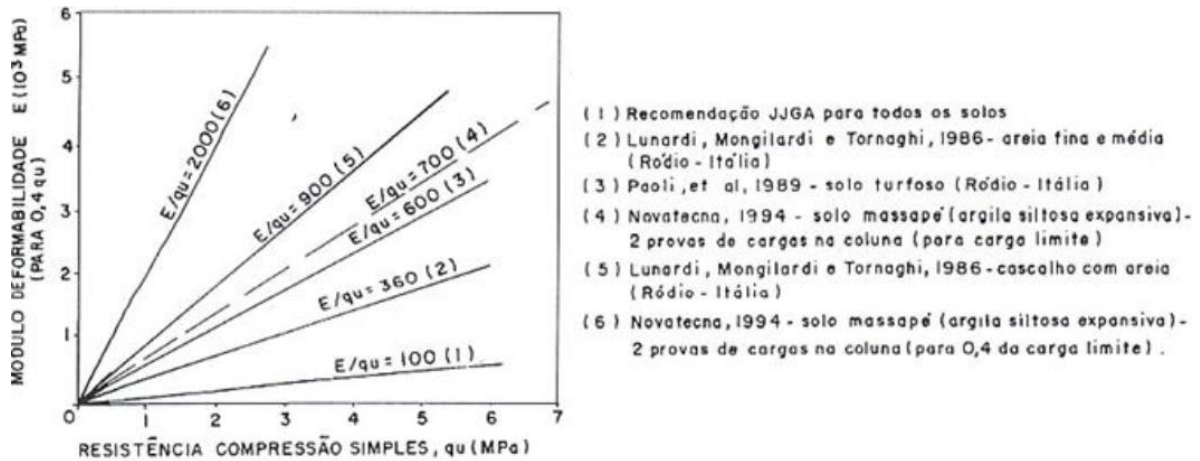 MODULO DEFORMABILIDADE E (10³ MPa)
(PARA 0,4 qu)
6
5
4
3
2
1
0
1
2
3
4
5
6
7
RESISTÊNCIA COMPRESSÃO SIMPLES, qu (MPa)
E/qu=2000(6)
E/qu=900(5)
E/qu=700(4)
E/qu=600(3)
E/qu=360(2)
E/qu=100(1)
(1) Recomendação JJGA para todos os solos
(2) Lunardi, Mongilardi e Tornaghi, 1986- areia fina e média
(Ródio - Itália)
(3) Paoli, et al, 1989 - solo turfoso (Ródio - Itália)
(4) Novatecna, 1994 - solo massapé (argila siltosa expansiva)-
2 provas de cargas na coluna (para carga limite)
(5) Lunardi, Mongilardi e Tornaghi, 1986-cascalho com areia
(Ródio - Itália)
(6) Novatecna, 1994 - solo massapé (argila siltosa expansiva)-
2 provas de cargas na coluna (para 0,4 da carga limite).